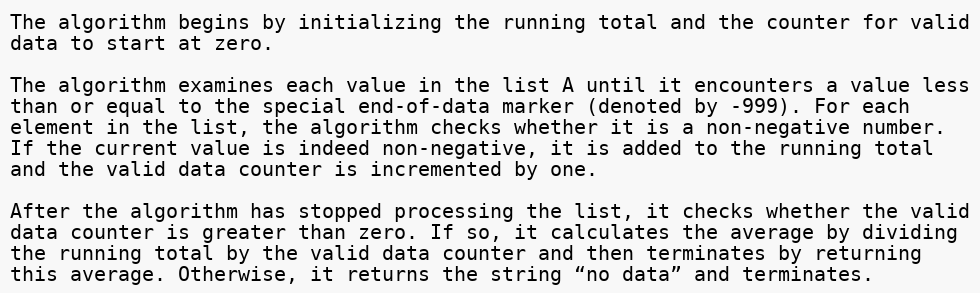 The algorithm begins by initializing the running total and the counter for valid
data to start at zero.
The algorithm examines each value in the list A until it encounters a value less
than or equal to the special end-of-data marker (denoted by -999). For each
element in the list, the algorithm checks whether it is a non-negative number.
If the current value is indeed non-negative, it is added to the running total
and the valid data counter is incremented by one.
After the algorithm has stopped processing the list, it checks whether the valid
data counter is greater than zero. If so, it calculates the average by dividing
the running total by the valid data counter and then terminates by returning
this average. Otherwise, it returns the string “no data” and terminates.